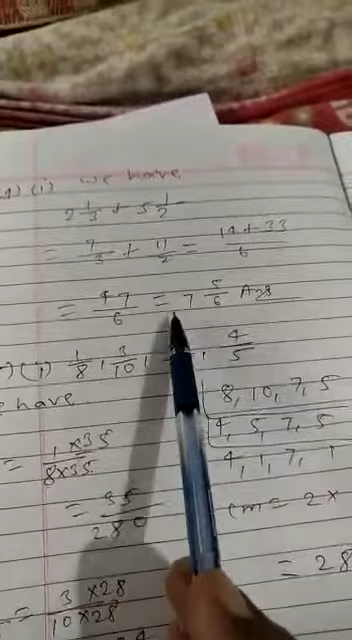 (i) we have
2 1/3 + 5 1/2
= 7/3 + 11/2 = (14 + 33)/6
= 47/6 = 7 5/6 Ans
(i) 1/8, 3/10, , 4/5
have
8, 10, 7, 5
4, 5, 7, 5
4, 1, 7, 1
= (1 × 35)/(8 × 35)
= 35/280
= 2 ×
= 28
= (3 × 28)/(10 × 28)